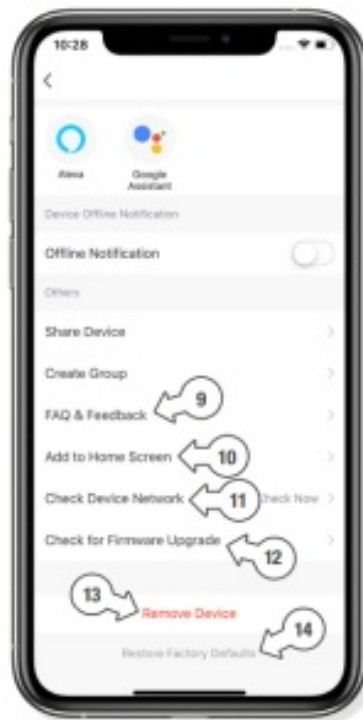 10:28
Alexa
Google
Assistant
Device Offline Notification
Offline Notification
Others
Share Device
Create Group
9
FAQ & Feedback
Add to Home Screen
10
Check Device Network
11
Check Now
Check for Firmware Upgrade
12
13
Remove Device
14
Restore Factory Defaults